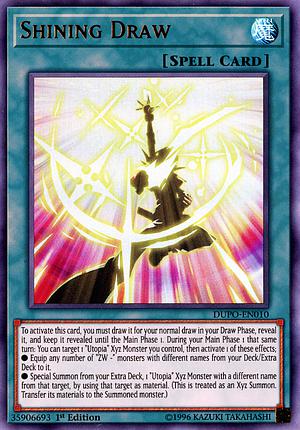 SHINING DRAW
[SPELL CARD]
DUPO-EN010
To activate this card, you must draw it for your normal draw in your Draw Phase, reveal
it, and keep it revealed until the Main Phase 1. During your Main Phase 1 that same
turn: You can target 1 "Utopia" Xyz Monster you control, then activate 1 of these effects;
● Equip any number of "ZW -" monsters with different names from your Deck/Extra
Deck to it.
● Special Summon from your Extra Deck, 1 "Utopia" Xyz Monster with a different name
from that target, by using that target as material. (This is treated as an Xyz Summon.
Transfer its materials to the Summoned monster.)
35906693 1st Edition ©1996 KAZUKI TAKAHASHI